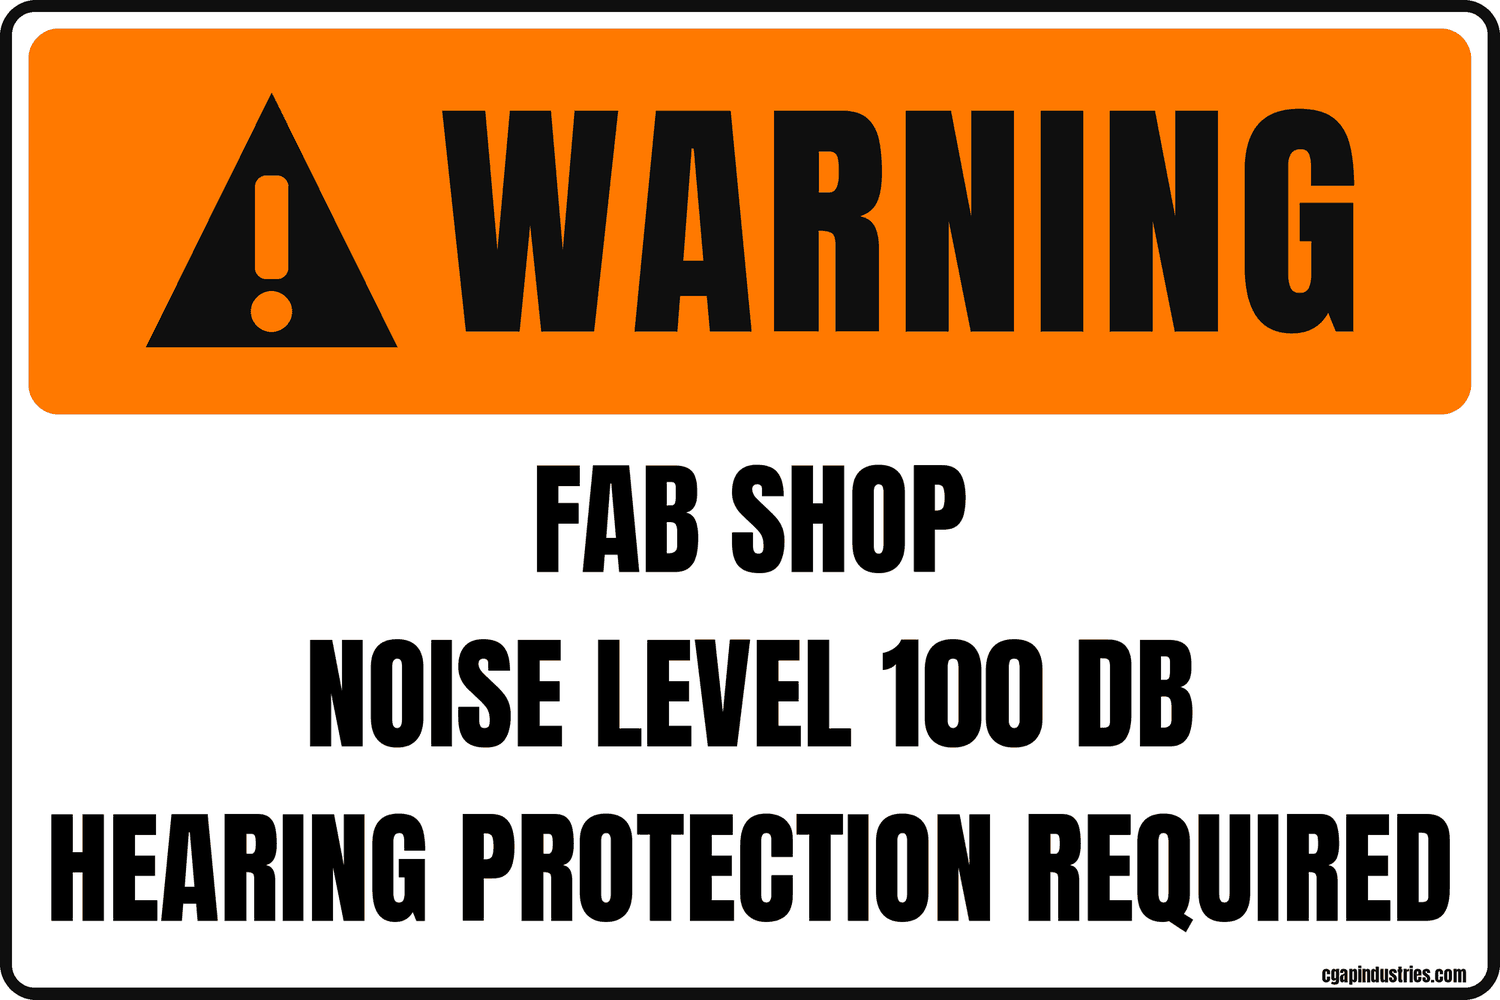 WARNING
FAB SHOP
NOISE LEVEL 100 DB
HEARING PROTECTION REQUIRED
cgapindustries.com